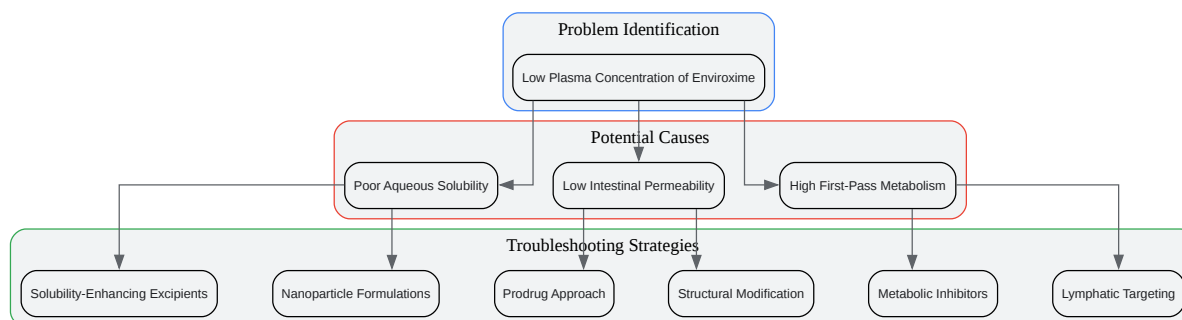 Problem Identification
Low Plasma Concentration of Enviroxime
Potential Causes
Poor Aqueous Solubility
Low Intestinal Permeability
High First-Pass Metabolism
Troubleshooting Strategies
Solubility-Enhancing Excipients
Nanoparticle Formulations
Prodrug Approach
Structural Modification
Metabolic Inhibitors
Lymphatic Targeting